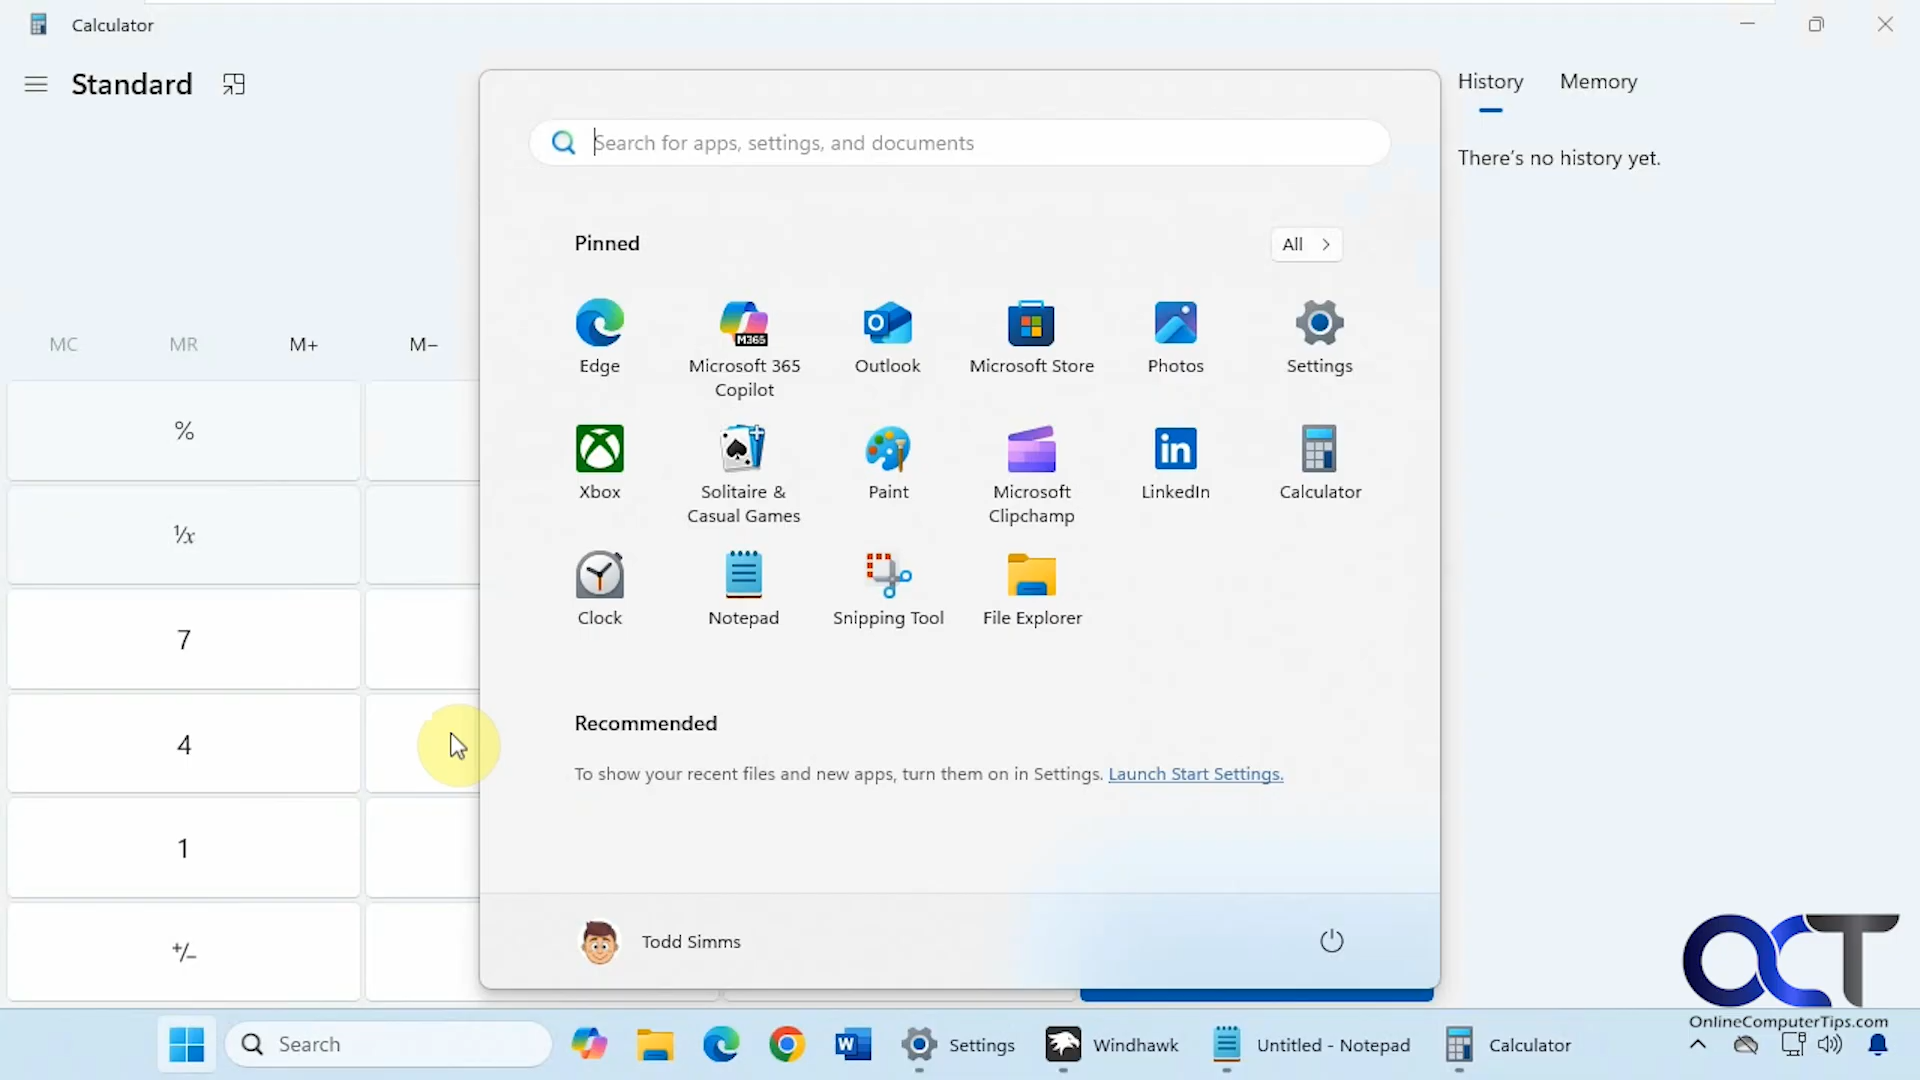 Calculator
Standard
History Memory
There's no history yet.
MC MR M+ M−
%
¹/x
7
4
1
+/−
Search for apps, settings, and documents
Pinned
All
Edge
Microsoft 365
Copilot
Outlook
Microsoft Store
Photos
Settings
Xbox
Solitaire &
Casual Games
Paint
Microsoft
Clipchamp
LinkedIn
Calculator
Clock
Notepad
Snipping Tool
File Explorer
M365
Recommended
To show your recent files and new apps, turn them on in Settings. Launch Start Settings.
Todd Simms
OCT
OnlineComputerTips.com
Search
Settings
Windhawk
Untitled - Notepad
Calculator